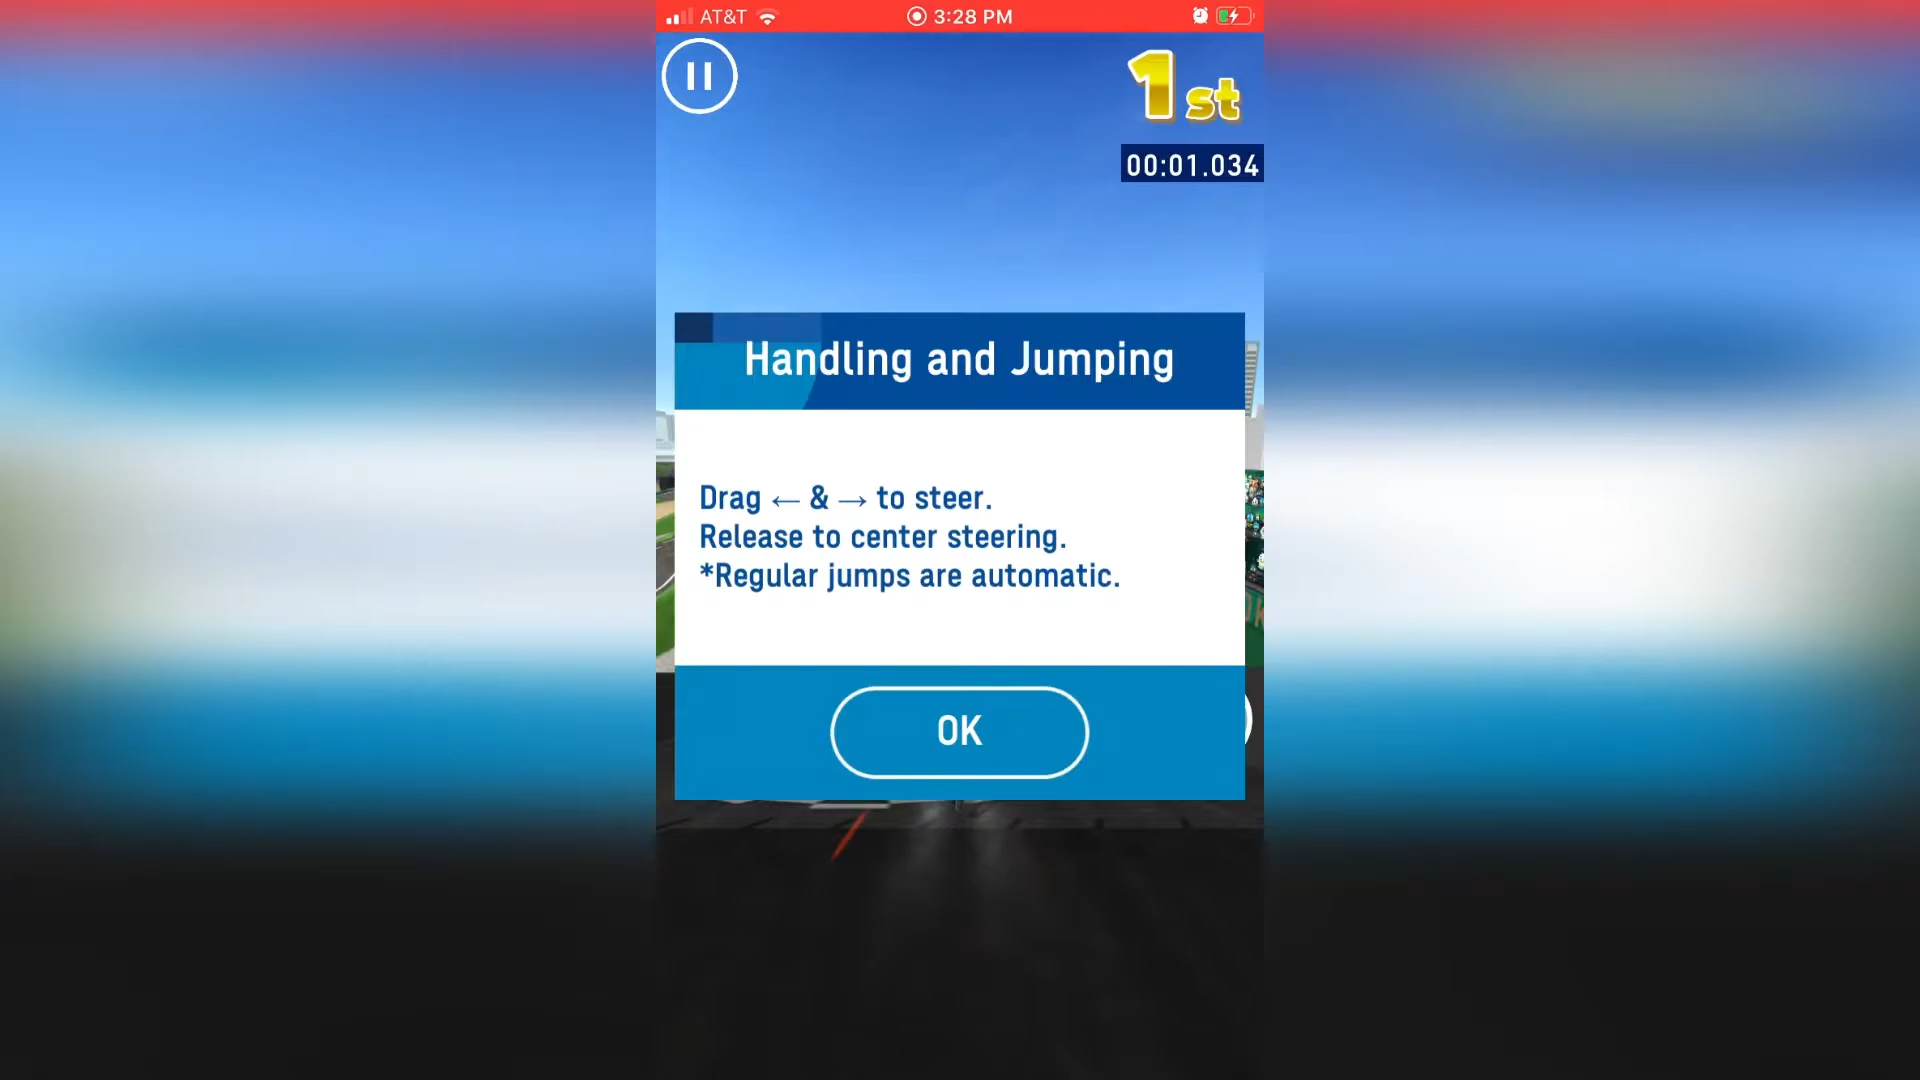 AT&T
3:28 PM
1st
00:01.034
Handling and Jumping
Drag ← & → to steer.
Release to center steering.
*Regular jumps are automatic.
OK